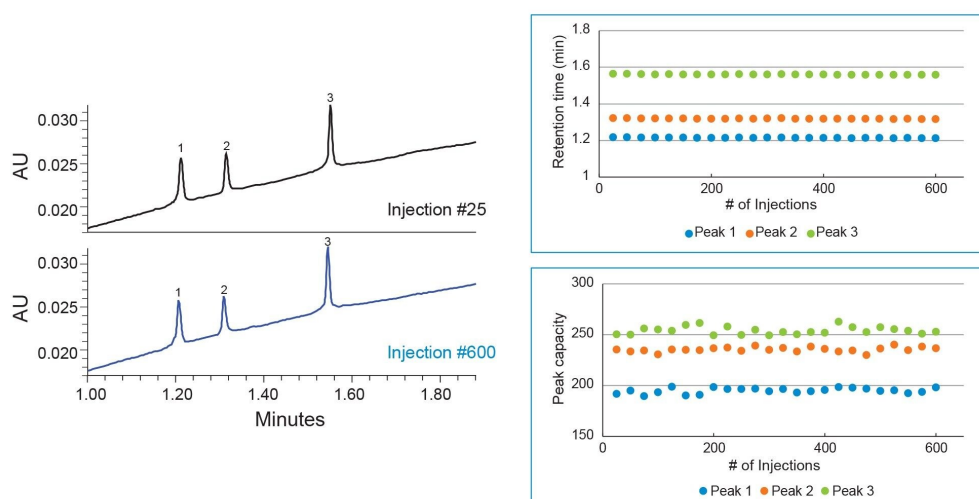 AU
0.030
0.025
0.020
1
2
3
Injection #25
AU
0.030
0.025
0.020
1
2
3
Injection #600
1.00 1.20 1.40 1.60 1.80
Minutes
Retention time (min)
1.8
1.6
1.4
1.2
1
0 200 400 600
# of Injections
Peak 1 Peak 2 Peak 3
Peak capacity
300
250
200
150
0 200 400 600
# of Injections
Peak 1 Peak 2 Peak 3